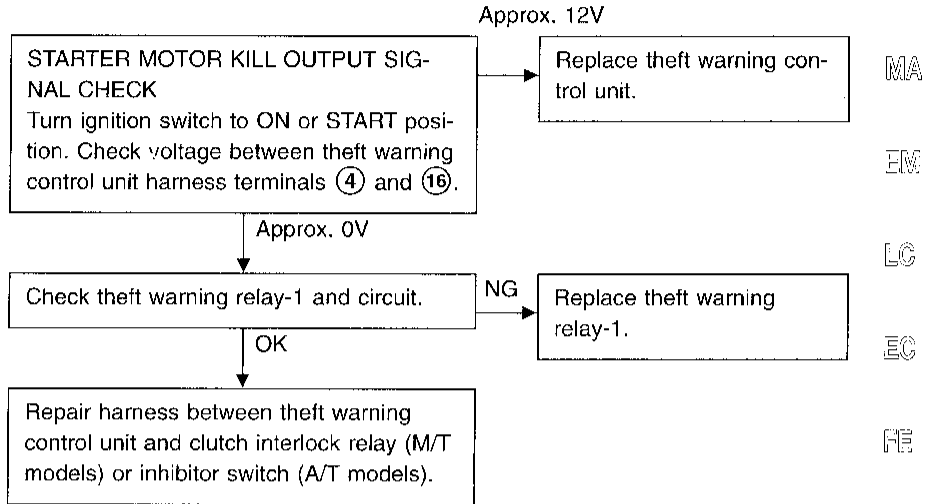 Approx. 12V
STARTER MOTOR KILL OUTPUT SIG-
NAL CHECK
Turn ignition switch to ON or START posi-
tion. Check voltage between theft warning
control unit harness terminals ④ and ⑯.
Replace theft warning con-
trol unit.
MA
EM
Approx. 0V
LC
Check theft warning relay-1 and circuit.
NG
Replace theft warning
relay-1.
EC
OK
Repair harness between theft warning
control unit and clutch interlock relay (M/T
models) or inhibitor switch (A/T models).
FE